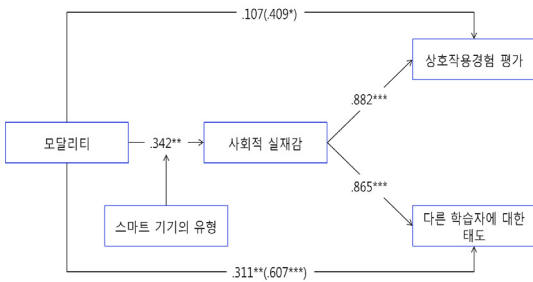 .107(.409*)
상호작용경험 평가
.882***
모달리티
.342**
사회적 실재감
.865***
스마트 기기의 유형
다른 학습자에 대한
태도
.311**(.607***)